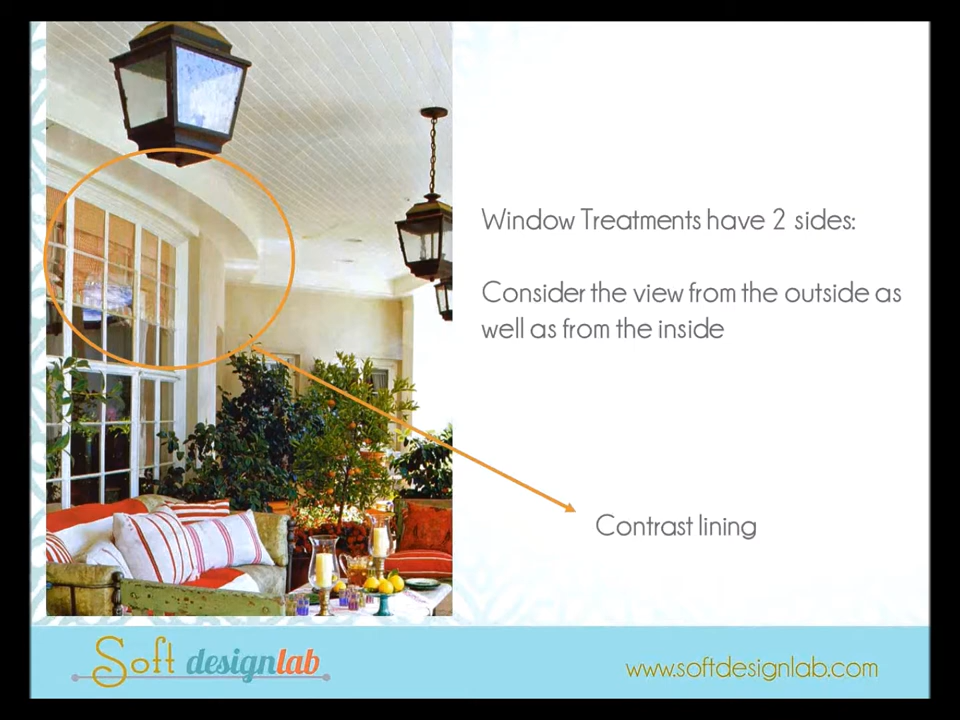 Window Treatments have 2 sides:
Consider the view from the outside as
well as from the inside
Contrast lining
Soft designlab
www.softdesignlab.com